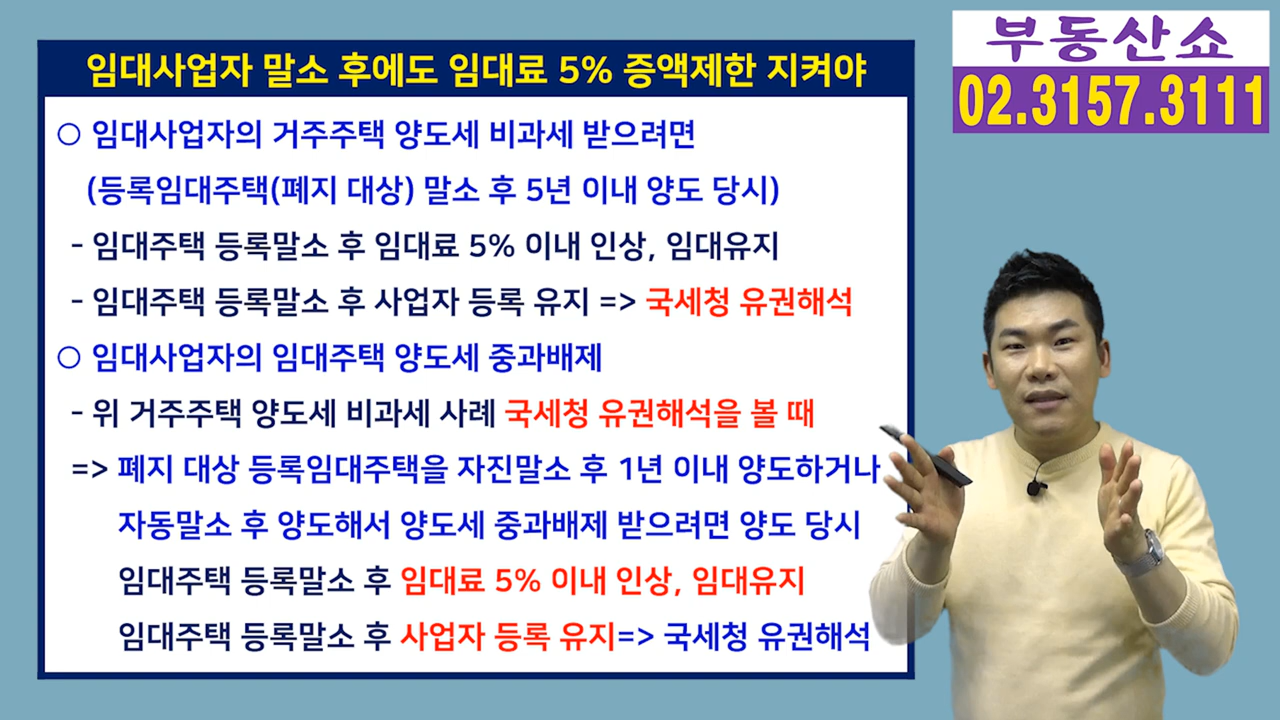 부동산쇼
02.3157.3111
임대사업자 말소 후에도 임대료 5% 증액제한 지켜야
○ 임대사업자의 거주주택 양도세 비과세 받으려면
(등록임대주택(폐지 대상) 말소 후 5년 이내 양도 당시)
- 임대주택 등록말소 후 임대료 5% 이내 인상, 임대유지
- 임대주택 등록말소 후 사업자 등록 유지 => 국세청 유권해석
○ 임대사업자의 임대주택 양도세 중과배제
- 위 거주주택 양도세 비과세 사례 국세청 유권해석을 볼 때
=> 폐지 대상 등록임대주택을 자진말소 후 1년 이내 양도하거나
자동말소 후 양도해서 양도세 중과배제 받으려면 양도 당시
임대주택 등록말소 후 임대료 5% 이내 인상, 임대유지
임대주택 등록말소 후 사업자 등록 유지=> 국세청 유권해석